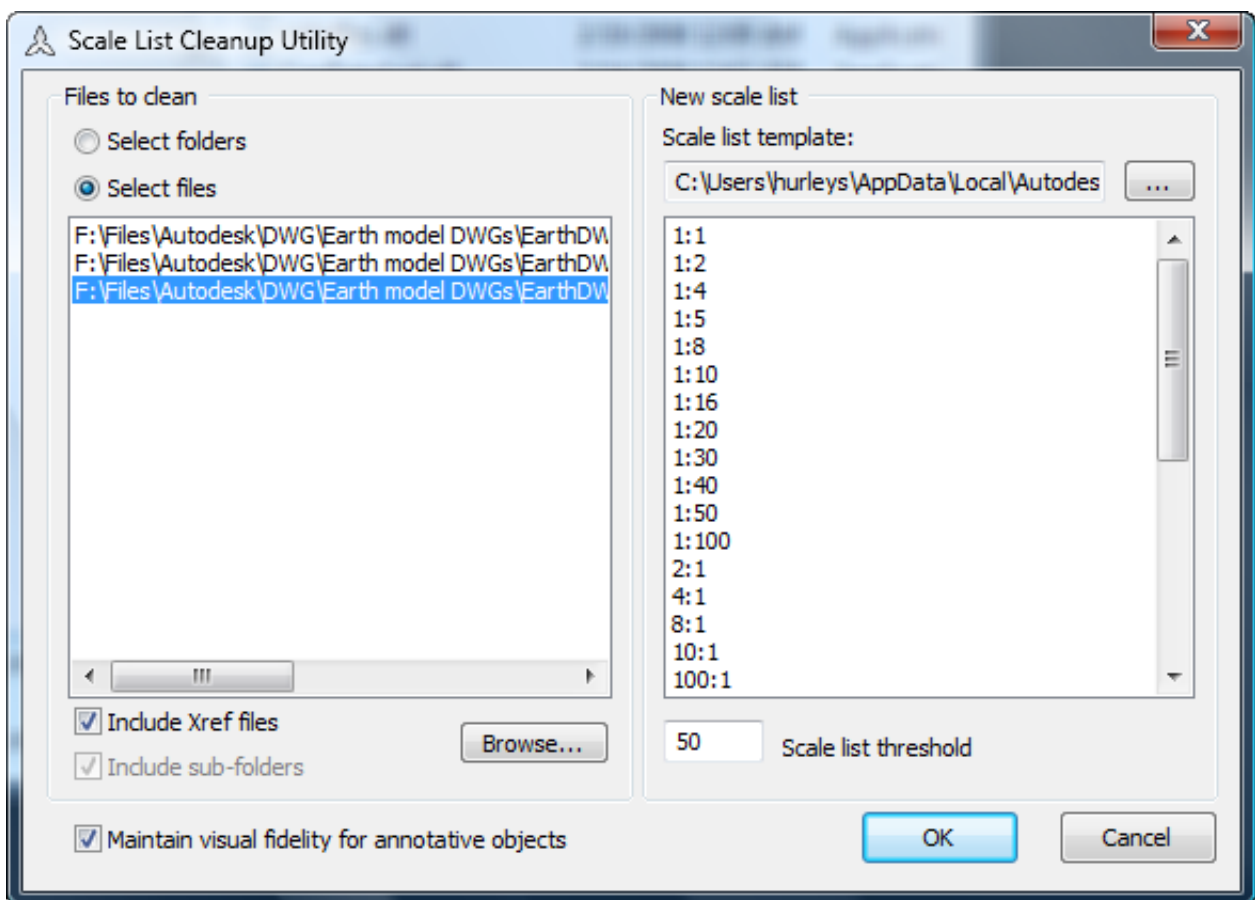 Scale List Cleanup Utility
Files to clean
Select folders
Select files
F:\Files\Autodesk\DWG\Earth model DWGs\EarthDW
F:\Files\Autodesk\DWG\Earth model DWGs\EarthDW
F:\Files\Autodesk\DWG\Earth model DWGs\EarthDW
Include Xref files
Browse...
Include sub-folders
Maintain visual fidelity for annotative objects
New scale list
Scale list template:
C:\Users\hurleys\AppData\Local\Autodes
...
1:1
1:2
1:4
1:5
1:8
1:10
1:16
1:20
1:30
1:40
1:50
1:100
2:1
4:1
8:1
10:1
100:1
50 Scale list threshold
OK
Cancel